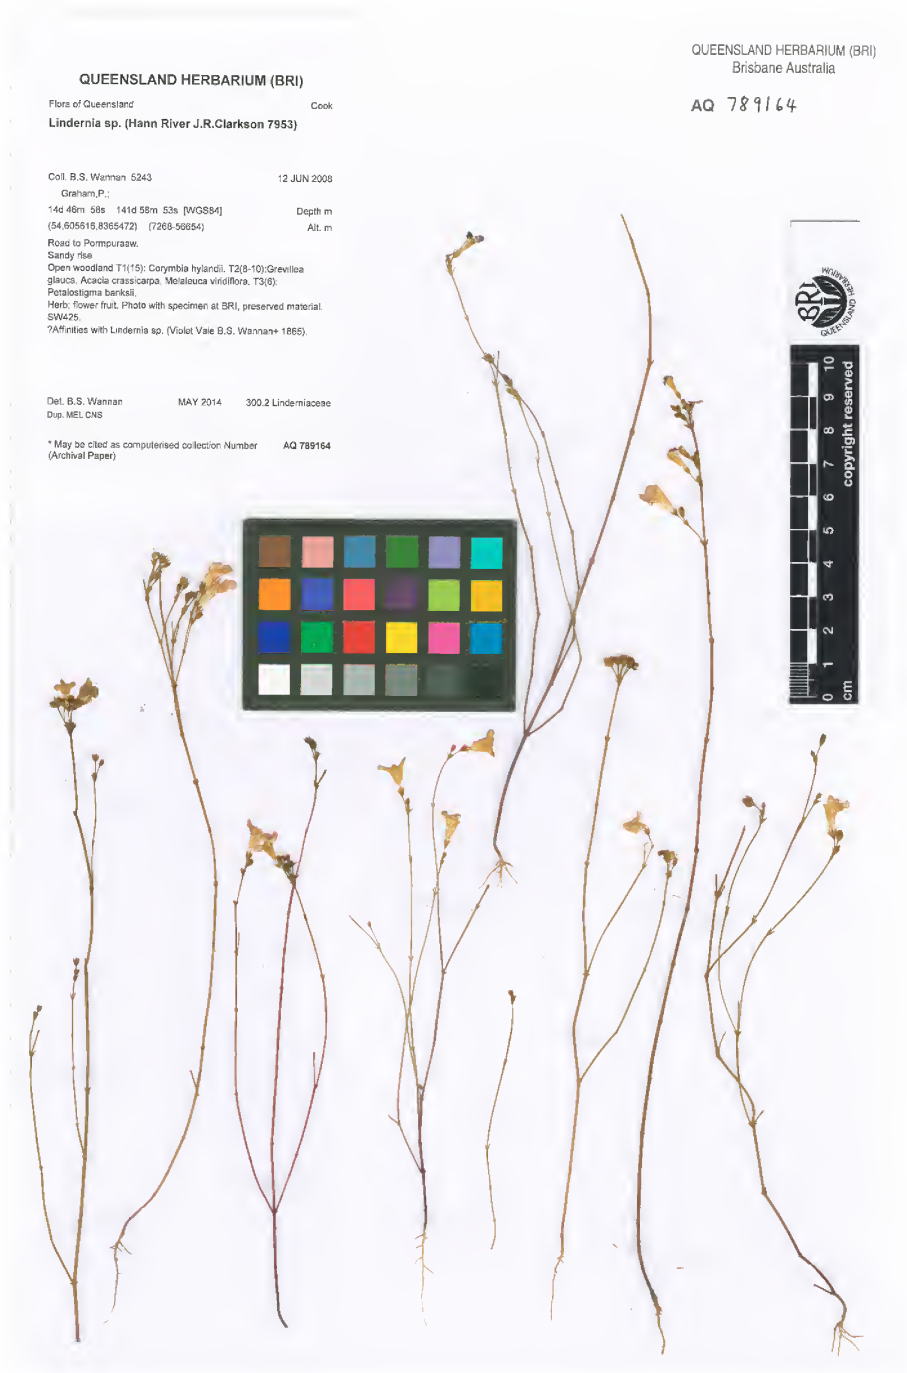 QUEENSLAND HERBARIUM (BRI)
Brisbane Australia
AQ 789164
QUEENSLAND HERBARIUM (BRI)
Flora of Queensland Cook
Lindernia sp. (Hann River J.R.Clarkson 7953)
Coll. B.S. Wannan 5243 12 JUN 2008
Graham,P.;
14d 46m 58s 141d 58m 53s [WGS84] Depth m
(54,605616,8365472) (7268-56654) Alt. m
Road to Pormpuraaw.
Sandy rise
Open woodland T1(15): Corymbia hylandii. T2(8-10):Grevillea
glauca, Acacia crassicarpa, Melaleuca viridiflora. T3(6):
Petalostigma banksii.
Herb; flower fruit. Photo with specimen at BRI, preserved material.
SW425.
?Affinities with Lindernia sp. (Violet Vale B.S. Wannan+ 1865).
Det. B.S. Wannan MAY 2014 300.2 Linderniaceae
Dup. MEL CNS
* May be cited as computerised collection Number AQ 789164
(Archival Paper)
BRI
QUEENSLAND HERBARIUM
0 1 2 3 4 5 6 7 8 9 10
cm copyright reserved